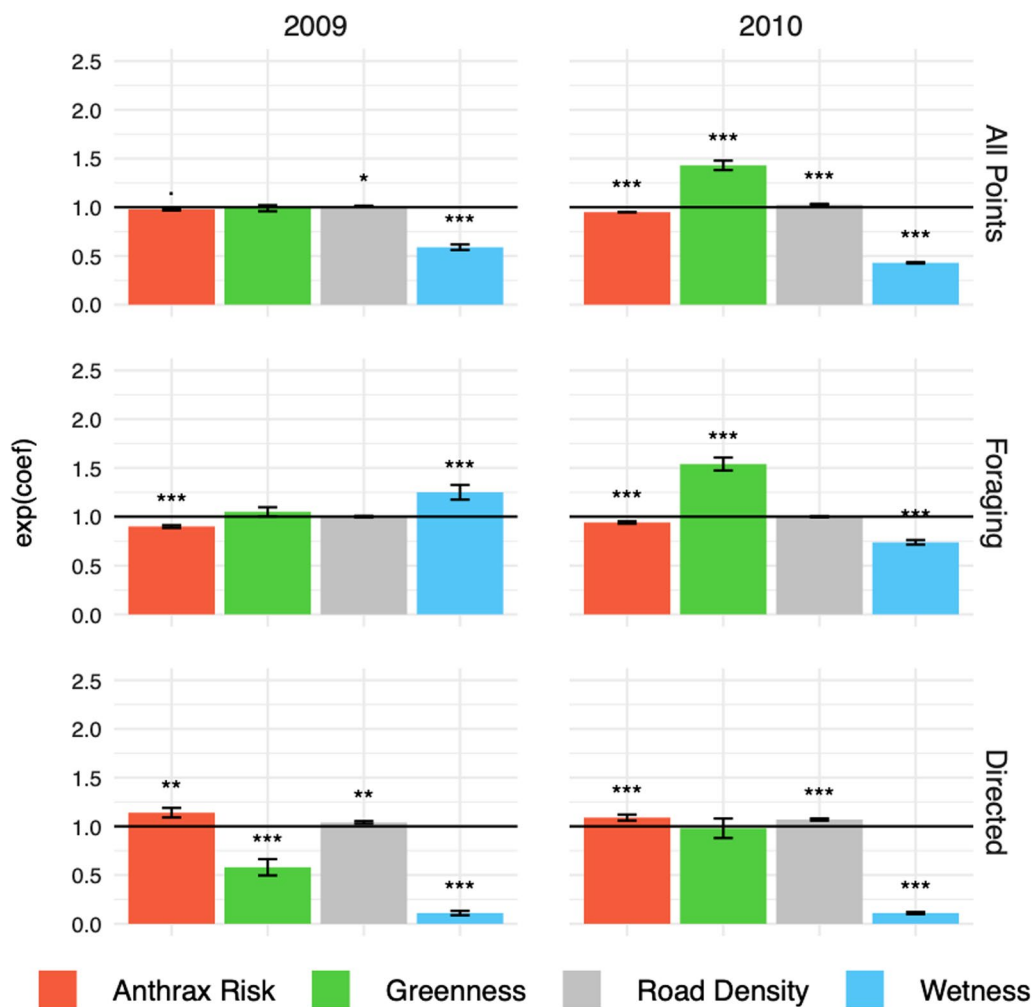 2009 2010
2.5
2.0
1.5
1.0
0.5
0.0
. * ***
*** *** *** ***
All Points
2.5
2.0
1.5
1.0
0.5
0.0
*** ***
*** *** ***
Foraging
exp(coef)
2.5
2.0
1.5
1.0
0.5
0.0
** *** ** ***
*** *** ***
Directed
Anthrax Risk Greenness Road Density Wetness